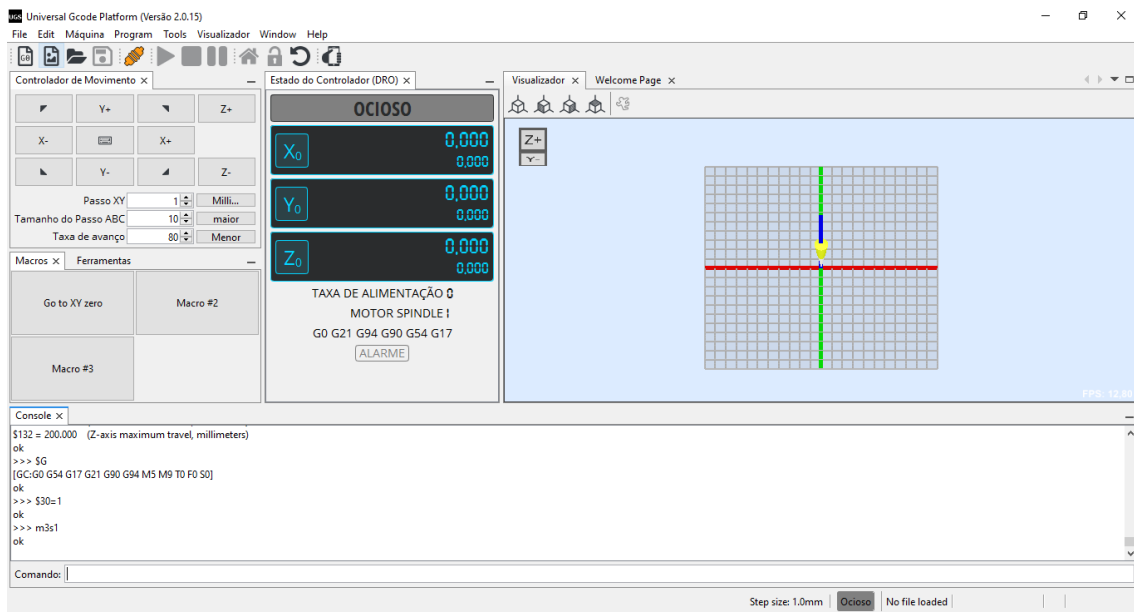 UGS Universal Gcode Platform (Versão 2.0.15)
File Edit Máquina Program Tools Visualizador Window Help
Controlador de Movimento
Y+
Z+
X-
X+
Y-
Z-
Passo XY 1 Milli...
Tamanho do Passo ABC 10 maior
Taxa de avanço 80 Menor
Macros Ferramentas
Go to XY zero
Macro #2
Macro #3
Estado do Controlador (DRO)
OCIOSO
X0 0,000
0,000
Y0 0,000
0,000
Z0 0,000
0,000
TAXA DE ALIMENTAÇÃO 0
MOTOR SPINDLE 1
G0 G21 G94 G90 G54 G17
ALARME
Visualizador Welcome Page
Z+
Y-
FPS: 12,80
Console
$132 = 200.000 (Z-axis maximum travel, millimeters)
ok
>>> $G
[GC:G0 G54 G17 G21 G90 G94 M5 M9 T0 F0 S0]
ok
>>> $30=1
ok
>>> m3s1
ok
Comando:
Step size: 1.0mm Ocioso No file loaded